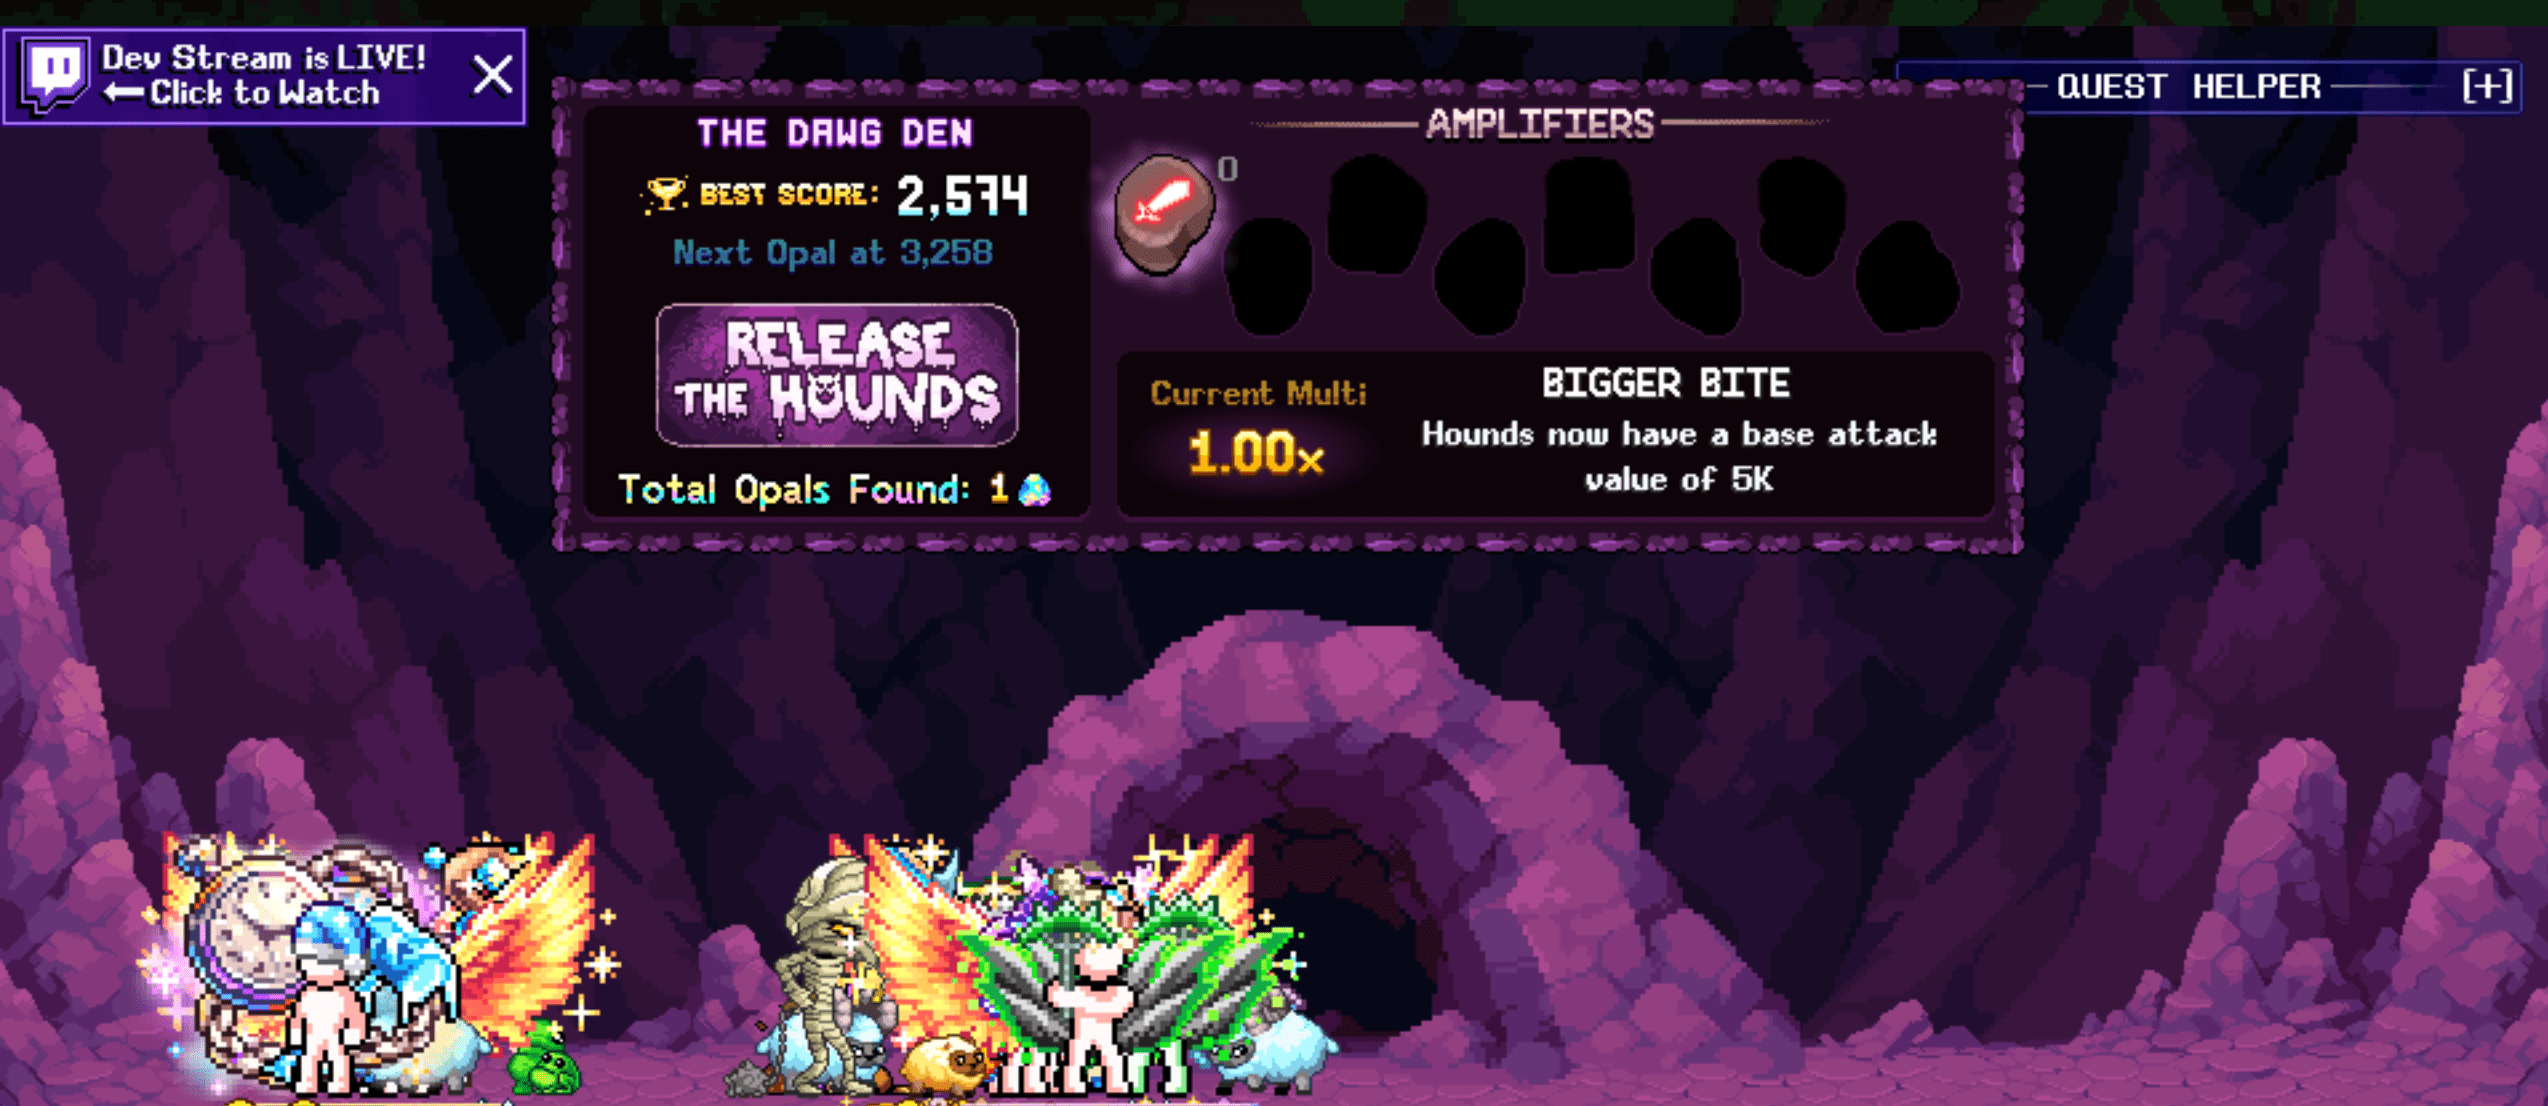 Dev Stream is LIVE!
Click to Watch
THE DAWG DEN
BEST SCORE: 2,574
Next Opal at 3,258
RELEASE
THE HOUNDS
Total Opals Found: 1
AMPLIFIERS
0
Current Multi
1.00x
BIGGER BITE
Hounds now have a base attack
value of 5K
QUEST HELPER [+]